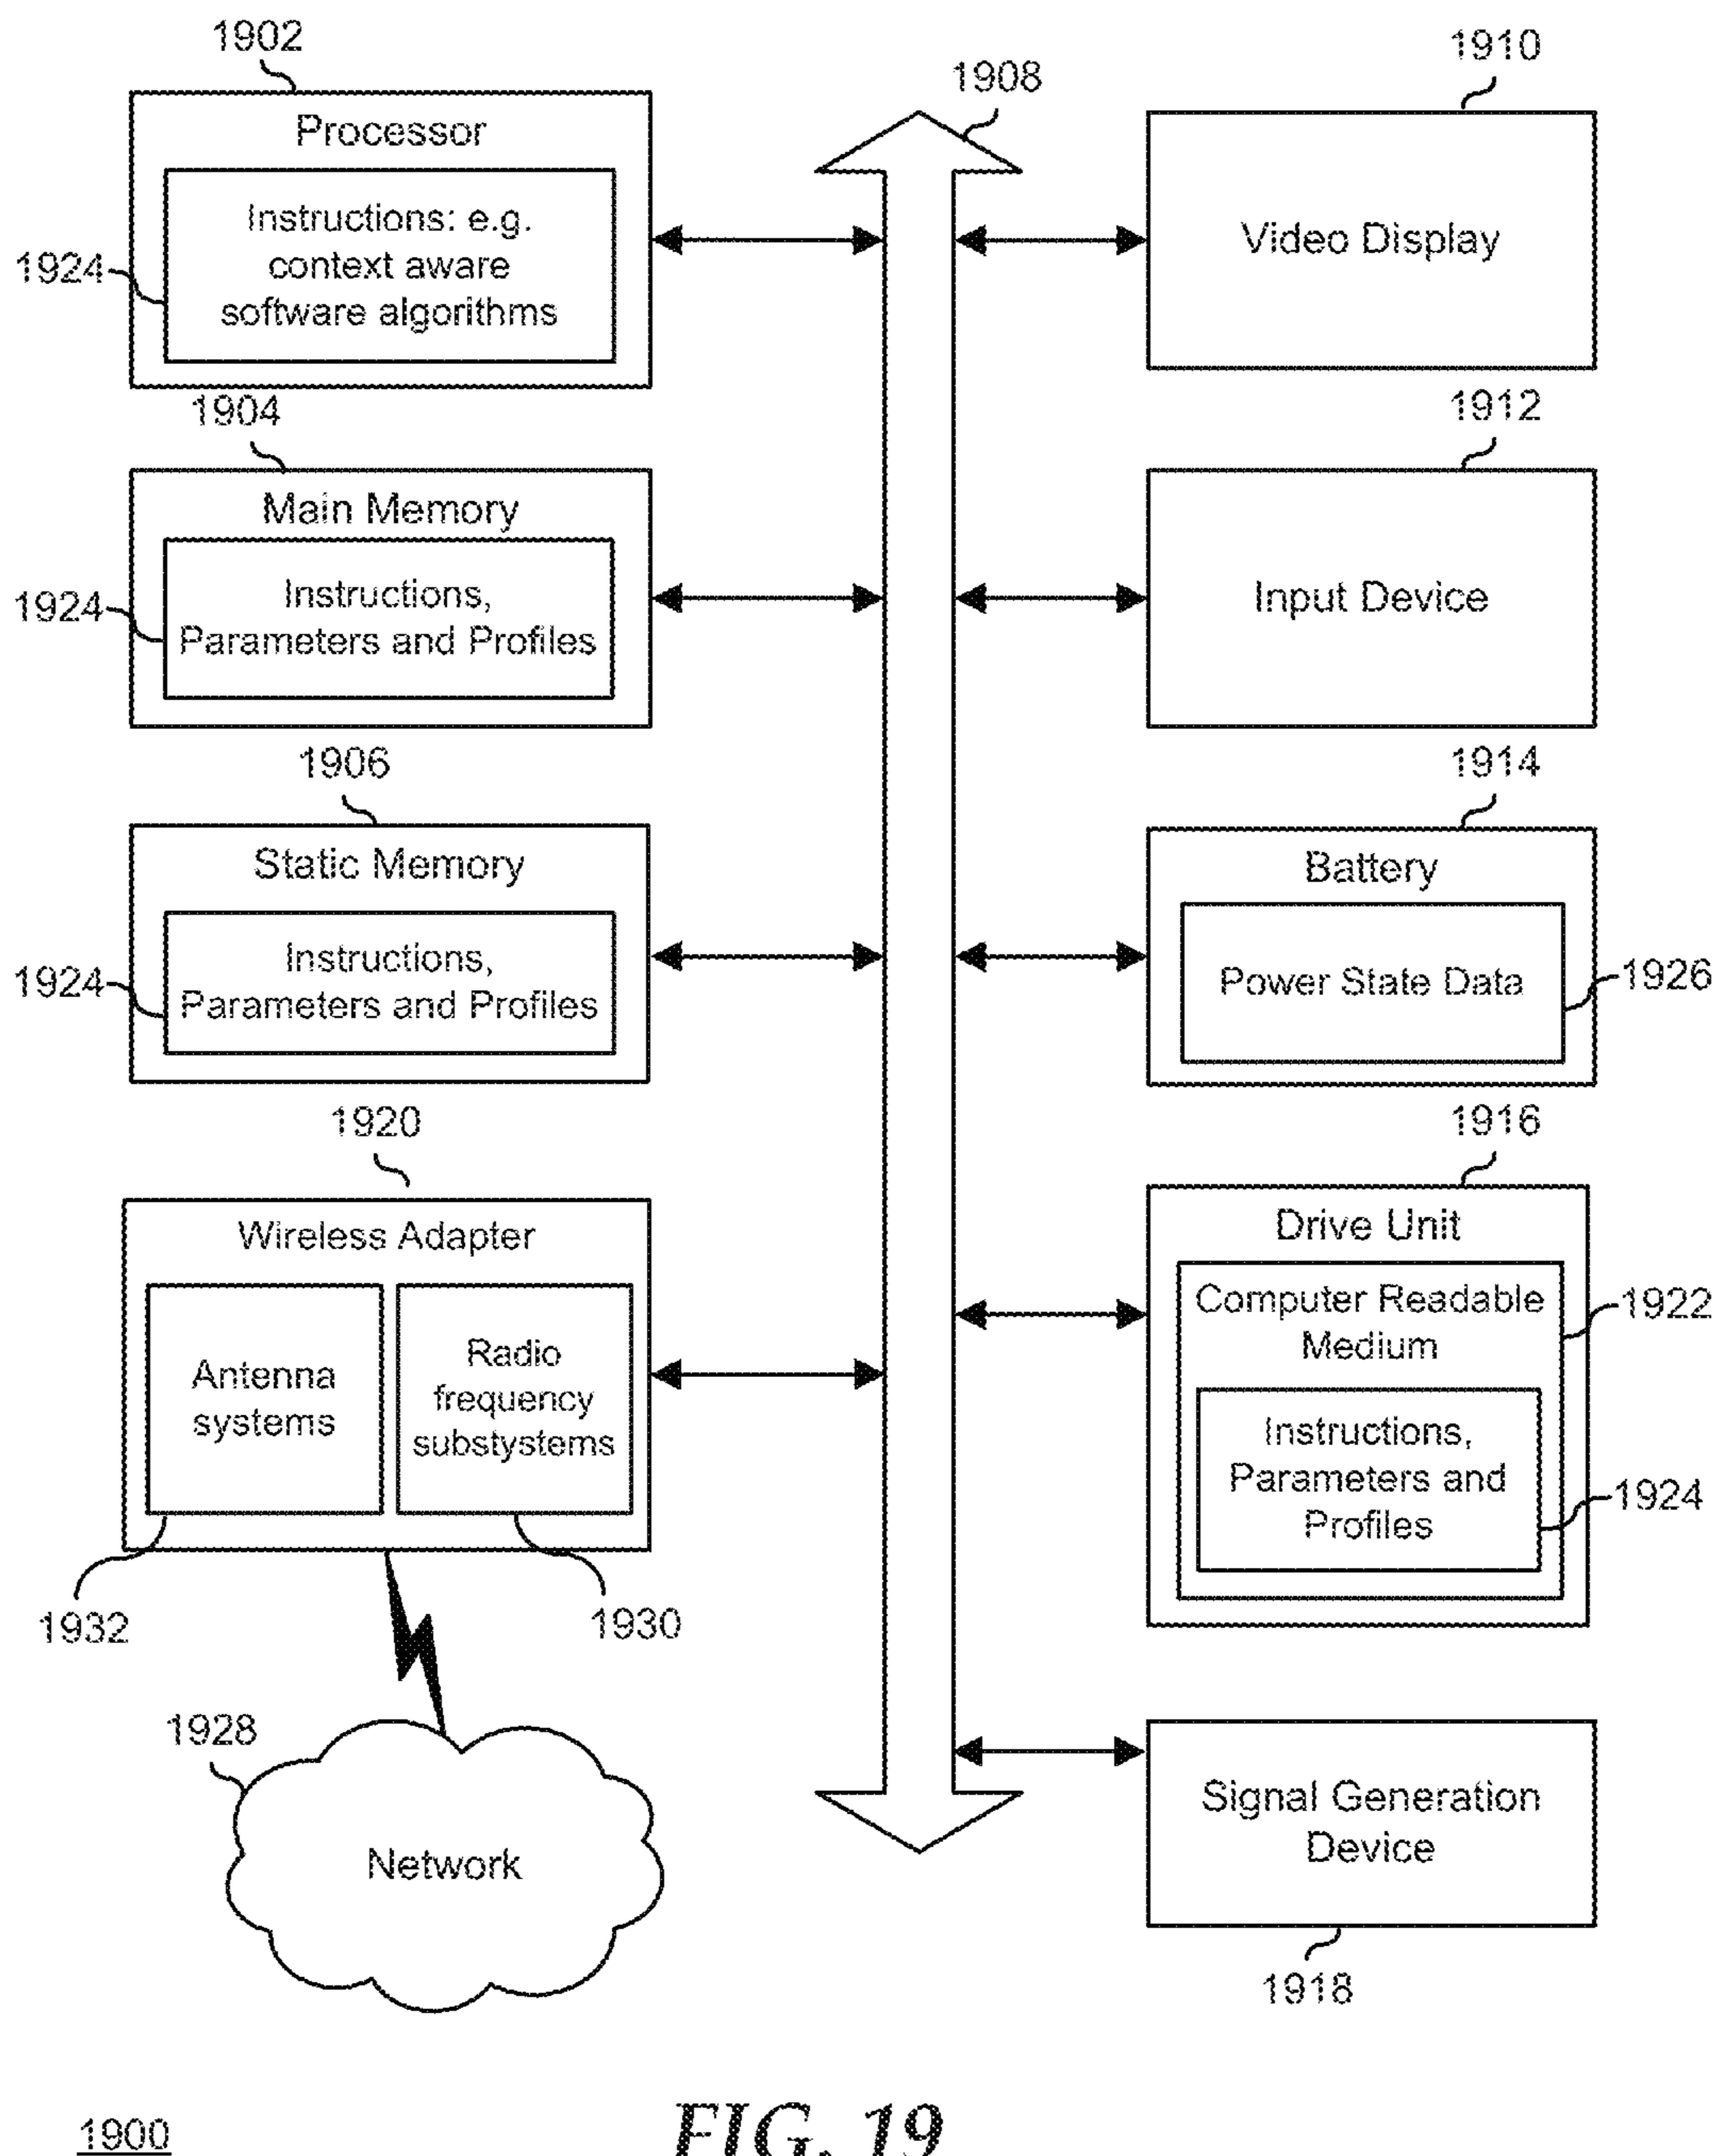 1902
Processor
Instructions: e.g.
context aware
software algorithms
1924
1904
Main Memory
Instructions,
Parameters and Profiles
1924
1906
Static Memory
Instructions,
Parameters and Profiles
1924
1920
Wireless Adapter
Antenna
systems
Radio
frequency
substystems
1932
1930
1928
Network
1908
1910
Video Display
1912
Input Device
1914
Battery
Power State Data
1926
1916
Drive Unit
Computer Readable
Medium
1922
Instructions,
Parameters and
Profiles
1924
Signal Generation
Device
1918
1900
FIG. 19